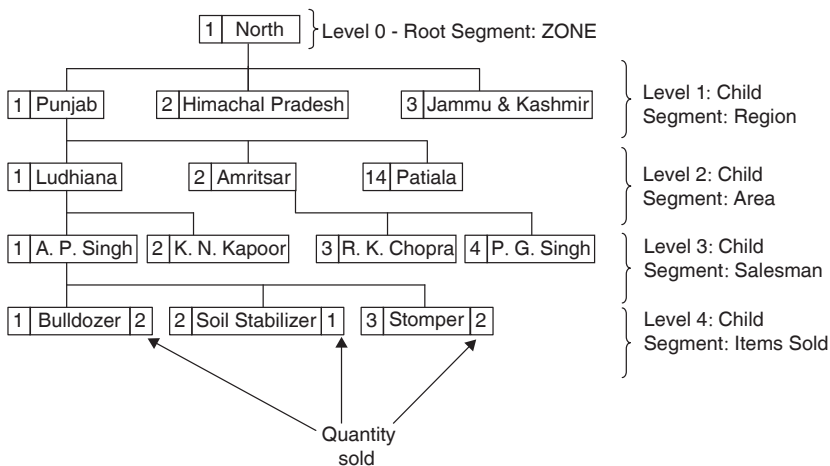 1 North Level 0 - Root Segment: ZONE
1 Punjab 2 Himachal Pradesh 3 Jammu & Kashmir
Level 1: Child
Segment: Region
1 Ludhiana 2 Amritsar 14 Patiala
Level 2: Child
Segment: Area
1 A. P. Singh 2 K. N. Kapoor 3 R. K. Chopra 4 P. G. Singh
Level 3: Child
Segment: Salesman
1 Bulldozer 2 2 Soil Stabilizer 1 3 Stomper 2
Level 4: Child
Segment: Items Sold
Quantity
sold